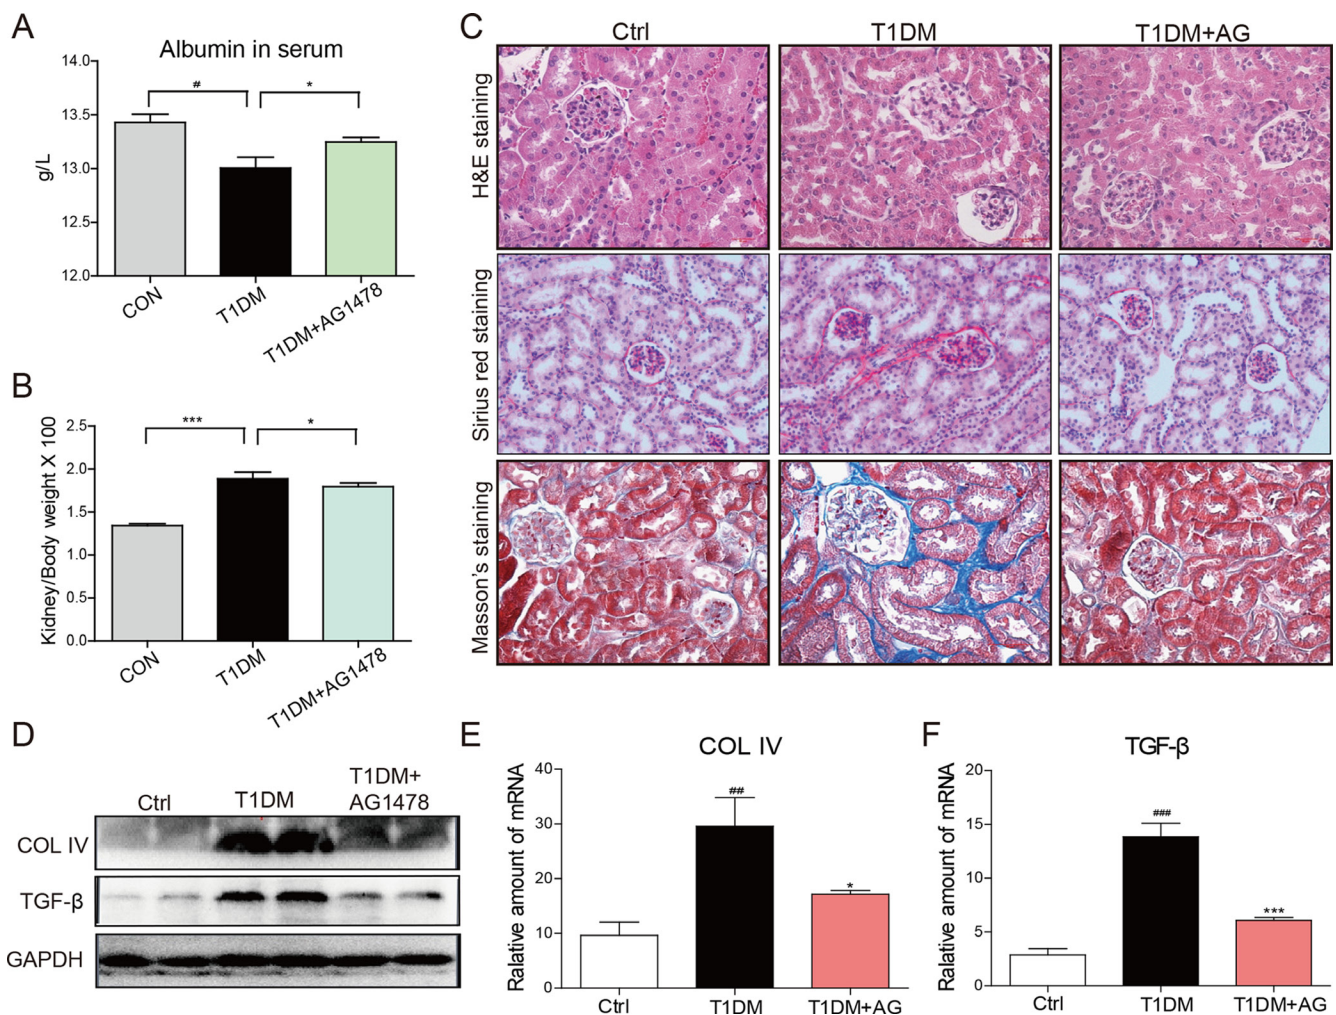 A
Albumin in serum
14.0
13.5
13.0
12.5
12.0
g/L
#
*
CON
T1DM
T1DM+AG1478
B
2.5
2.0
1.5
1.0
0.5
0.0
Kidney/Body weight X 100
***
*
CON
T1DM
T1DM+AG1478
C
Ctrl
T1DM
T1DM+AG
H&E staining
Sirius red staining
Masson's staining
D
Ctrl
T1DM
T1DM+
AG1478
COL IV
TGF-β
GAPDH
E
COL IV
40
30
20
10
0
Ralative amount of mRNA
##
*
Ctrl
T1DM
T1DM+AG
F
TGF-β
20
15
10
5
0
Ralative amount of mRNA
###
***
Ctrl
T1DM
T1DM+AG